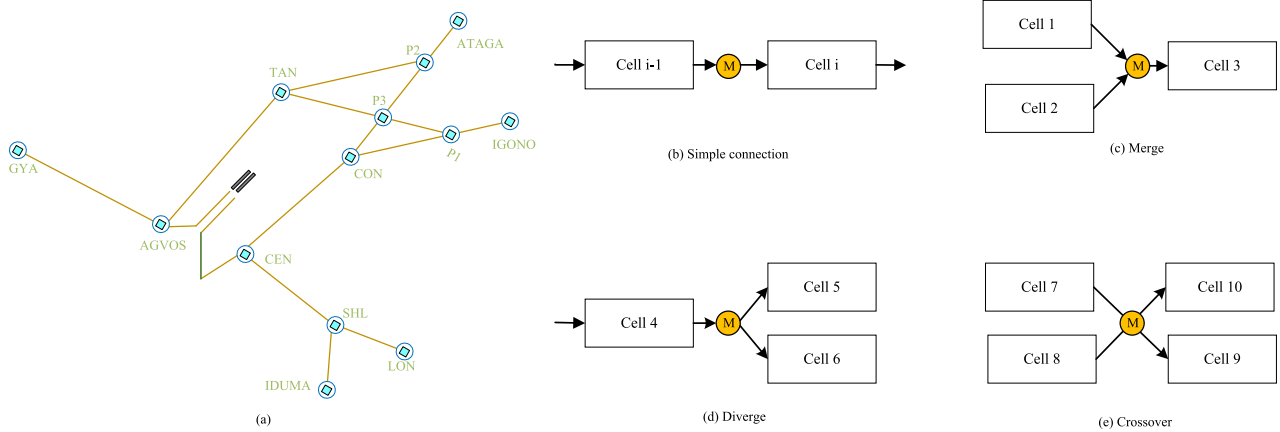 ATAGA
P2
TAN
P3
P1
IGONO
GYA
CON
AGVOS
CEN
SHL
LON
IDUMA
(a)
Cell i-1
M
Cell i
(b) Simple connection
Cell 1
Cell 2
M
Cell 3
(c) Merge
Cell 4
M
Cell 5
Cell 6
(d) Diverge
Cell 7
Cell 10
M
Cell 8
Cell 9
(e) Crossover